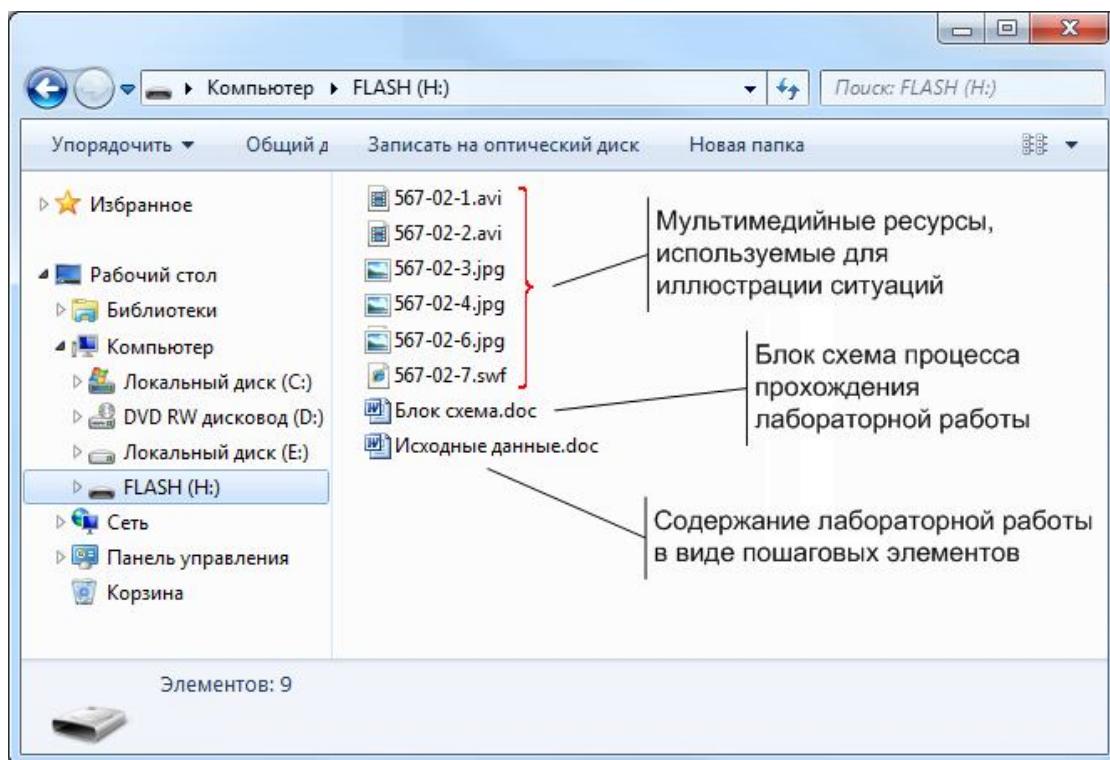 Компьютер FLASH (H:)
Поиск: FLASH (H:)
Упорядочить Общий д Записать на оптический диск Новая папка
Избранное
Рабочий стол
Библиотеки
Компьютер
Локальный диск (C:)
DVD RW дисковод (D:)
Локальный диск (E:)
FLASH (H:)
Сеть
Панель управления
Корзина
567-02-1.avi
567-02-2.avi
567-02-3.jpg
567-02-4.jpg
567-02-6.jpg
567-02-7.swf
Блок схема.doc
Исходные данные.doc
Мультимедийные ресурсы,
используемые для
иллюстрации ситуаций
Блок схема процесса
прохождения
лабораторной работы
Содержание лабораторной работы
в виде пошаговых элементов
Элементов: 9